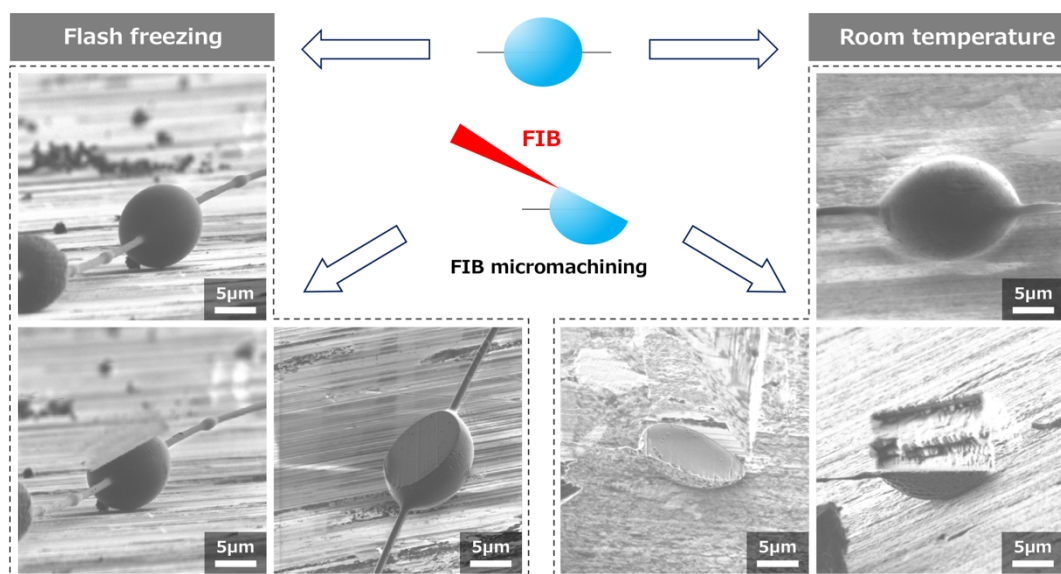 Flash freezing
Room temperature
FIB
FIB micromachining
5μm
5μm
5μm
5μm
5μm
5μm